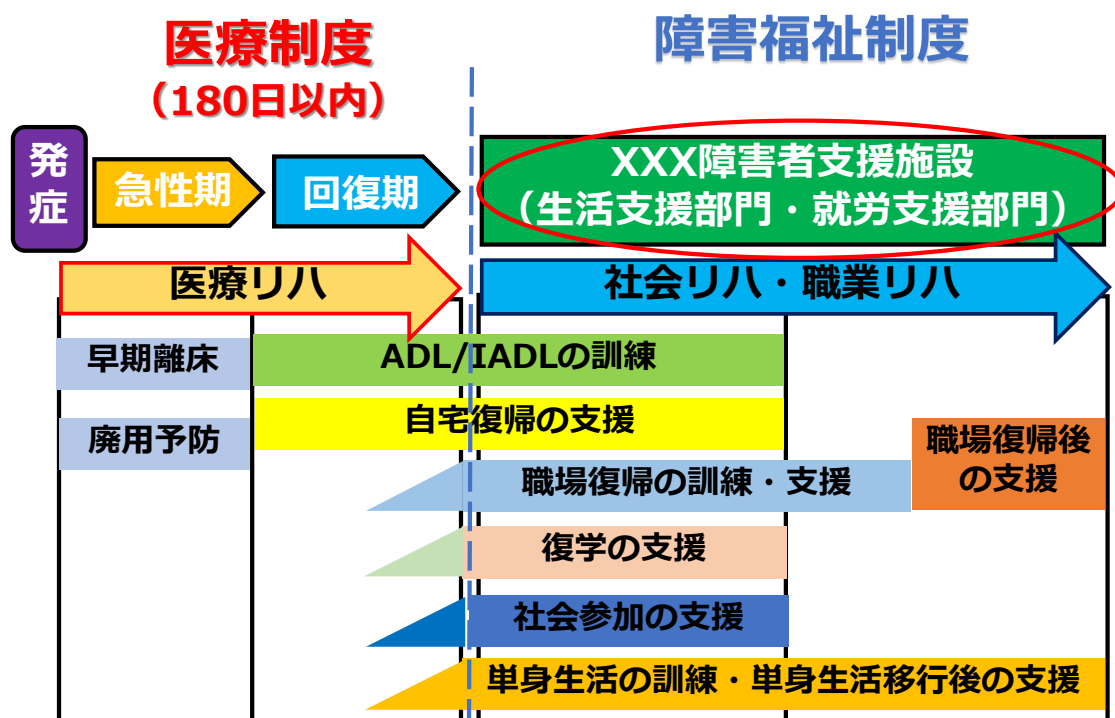 医療制度
（180日以内）
障害福祉制度
発
症
急性期
回復期
XXX障害者支援施設
（生活支援部門・就労支援部門）
医療リハ
社会リハ・職業リハ
早期離床
ADL/IADLの訓練
廃用予防
自宅復帰の支援
職場復帰後
の支援
職場復帰の訓練・支援
復学の支援
社会参加の支援
単身生活の訓練・単身生活移行後の支援